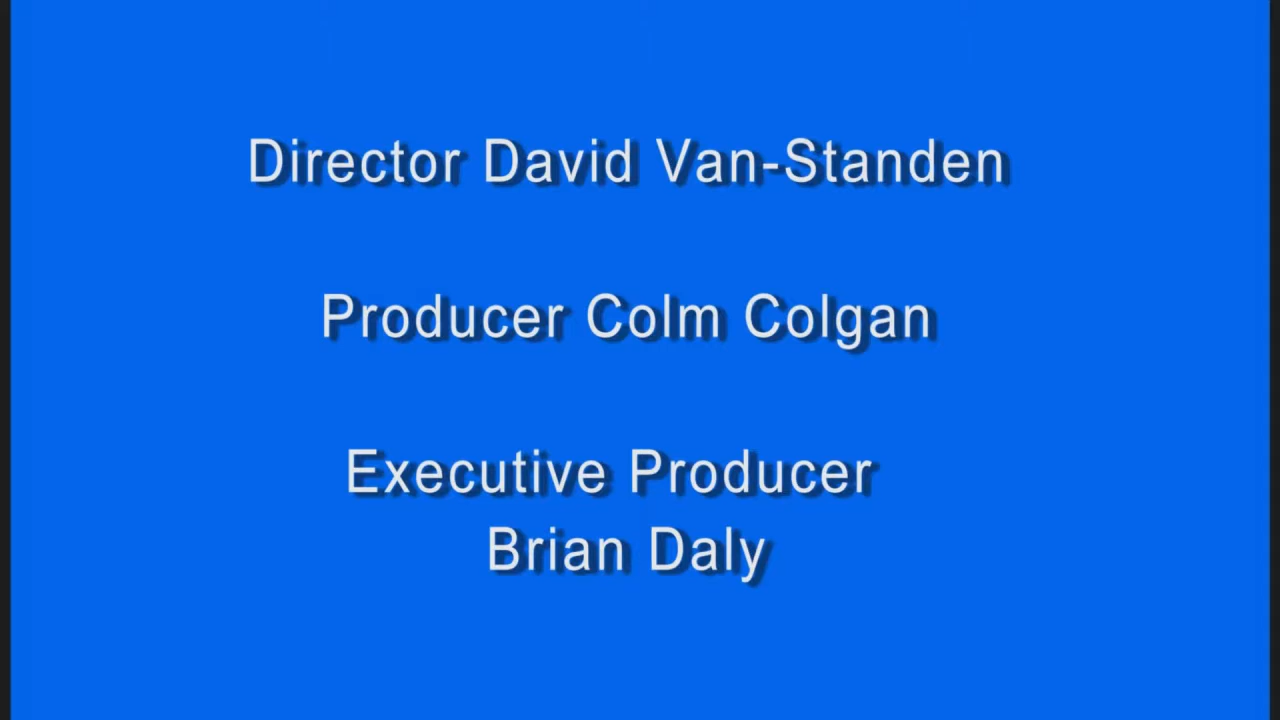 Director David Van-Standen
Producer Colm Colgan
Executive Producer
Brian Daly